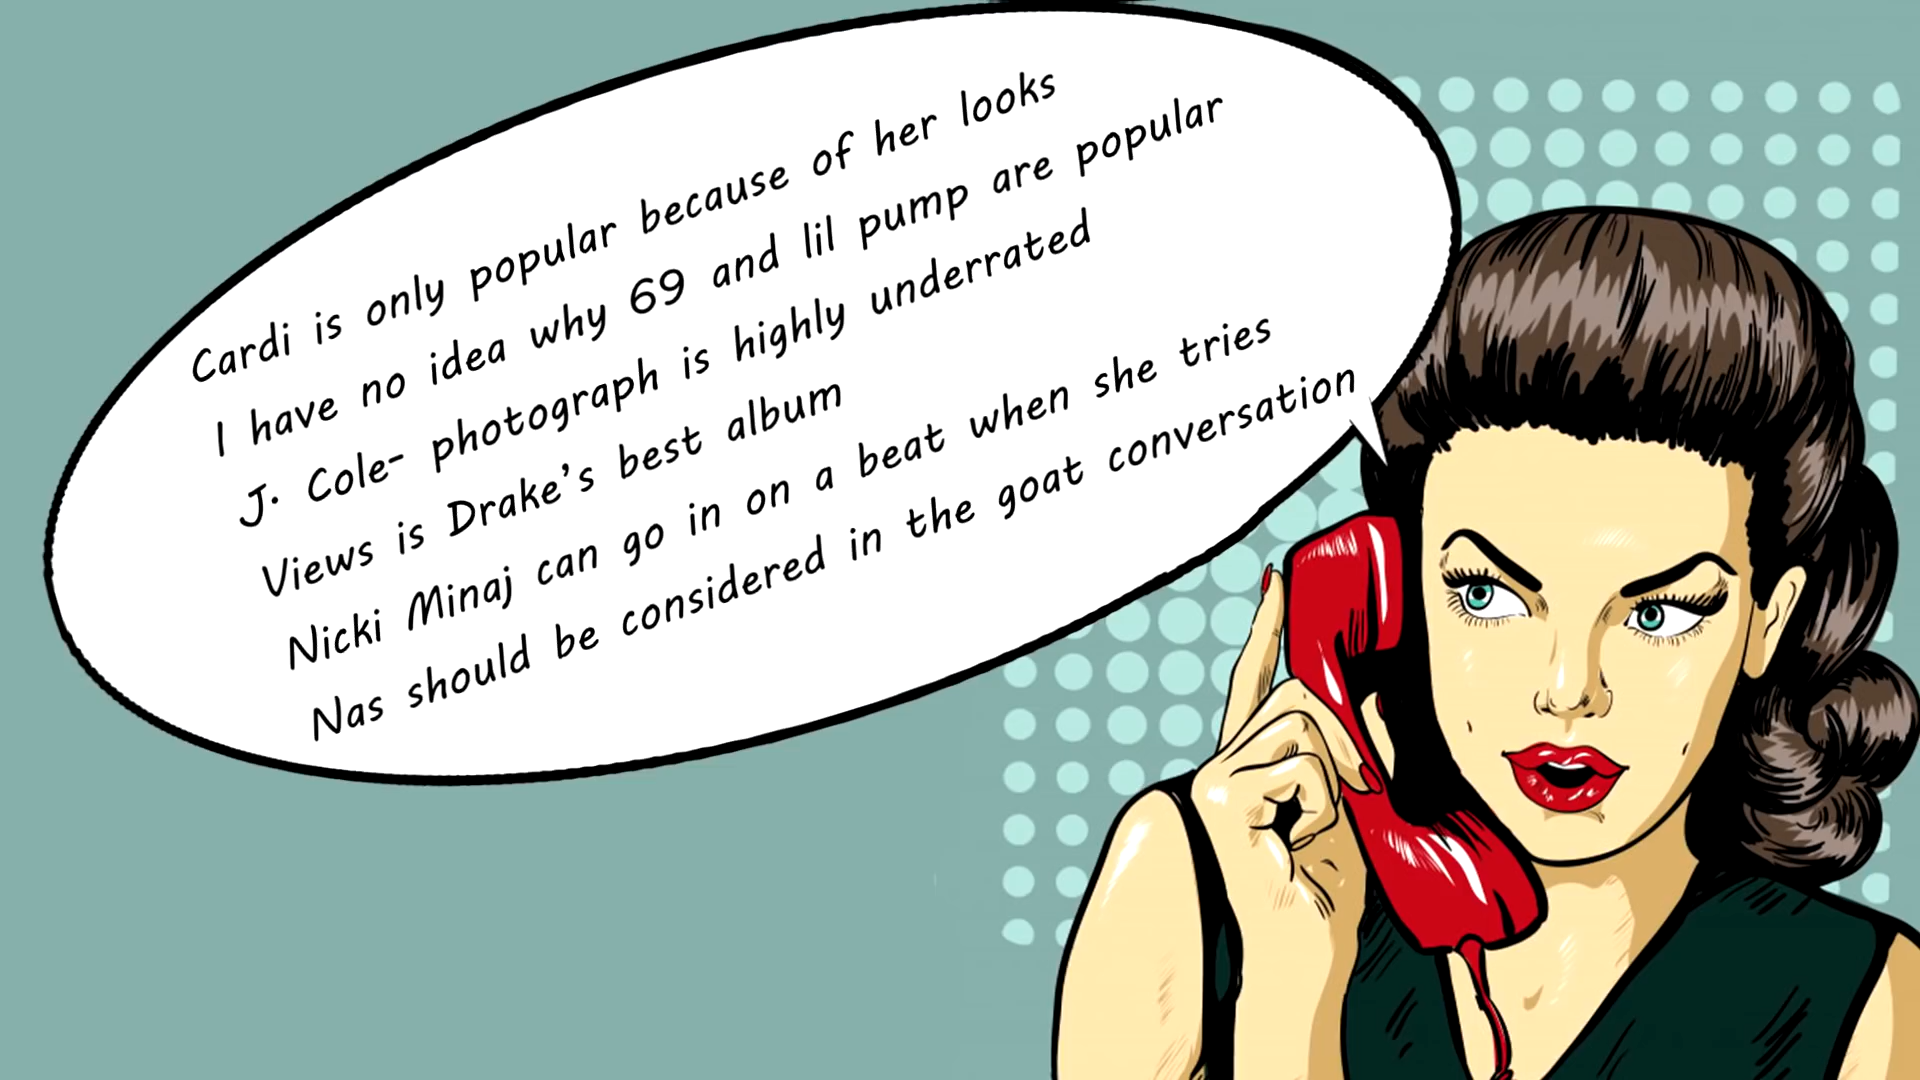 Cardi is only popular because of her looks
I have no idea why 69 and lil pump are popular
J. Cole- photograph is highly underrated
Views is Drake's best album
Nicki Minaj can go in on a beat when she tries
Nas should be considered in the goat conversation